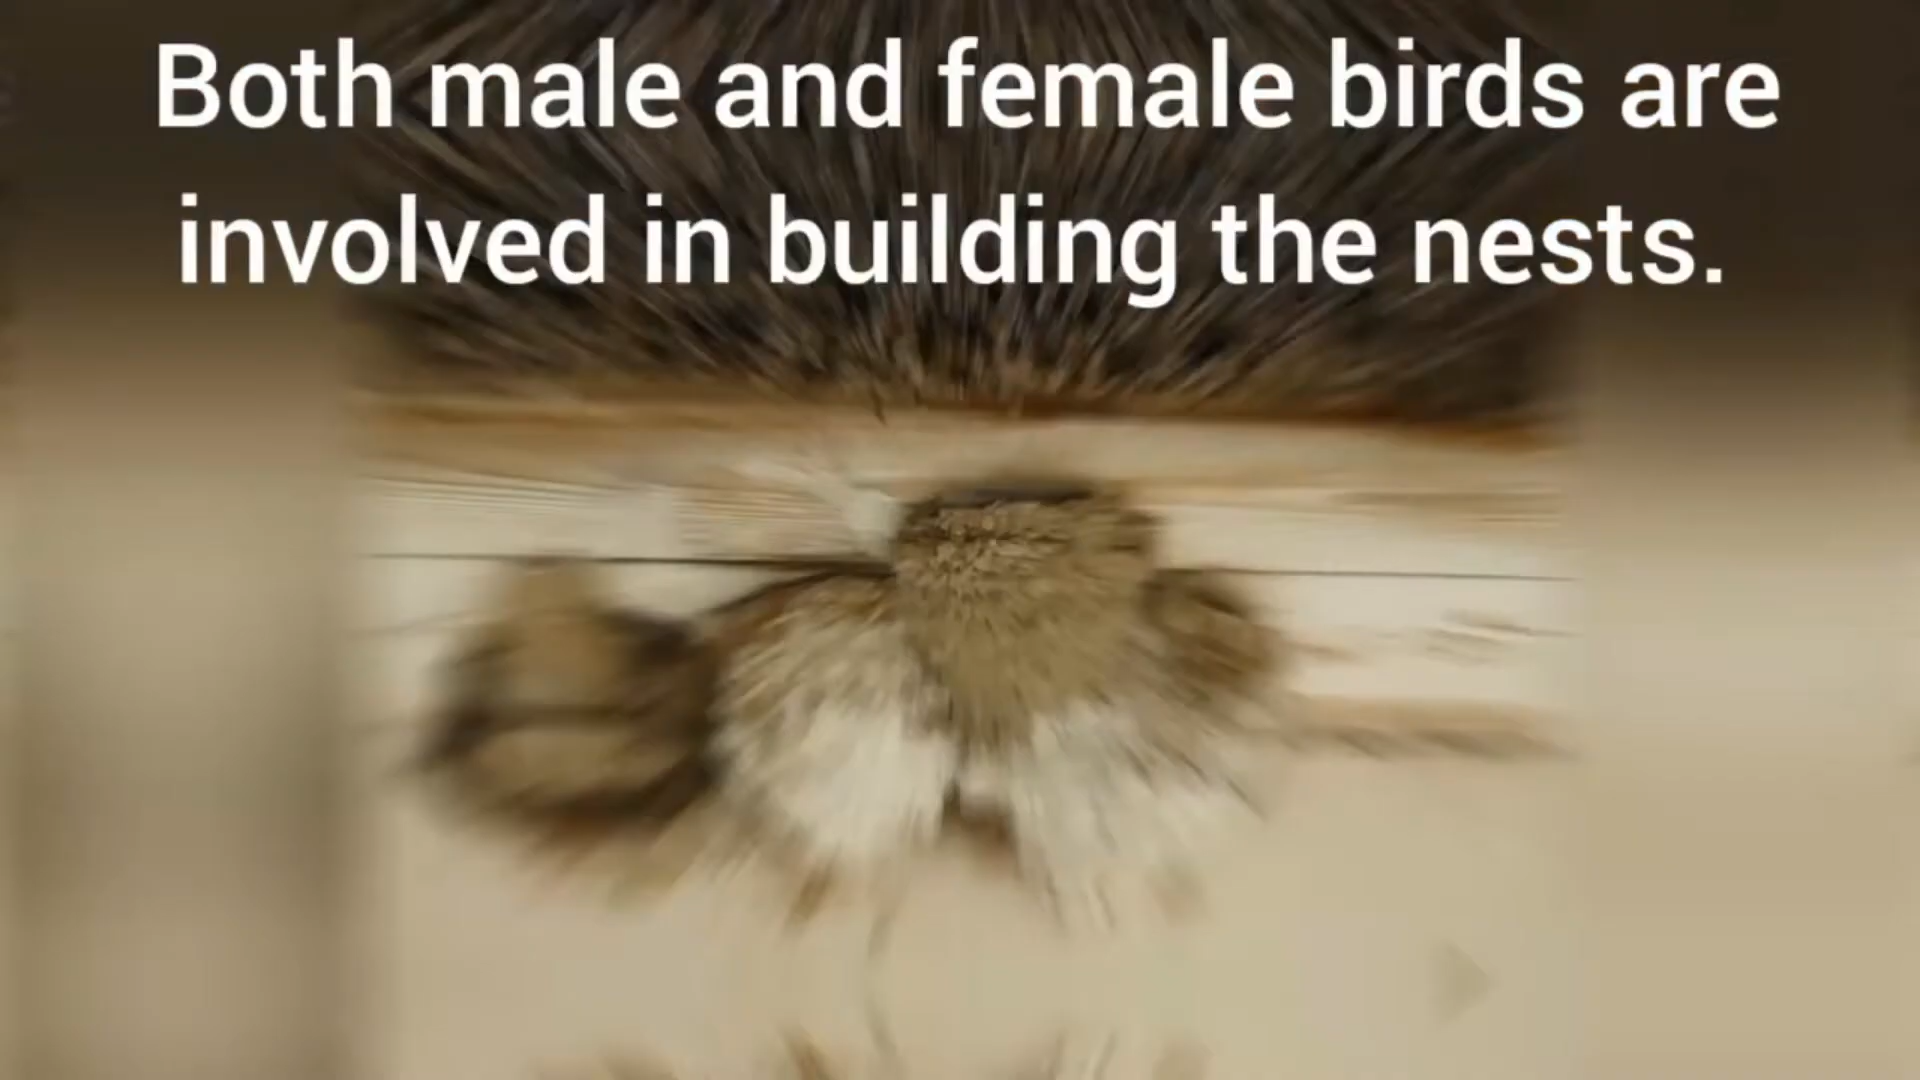 Both male and female birds are
involved in building the nests.